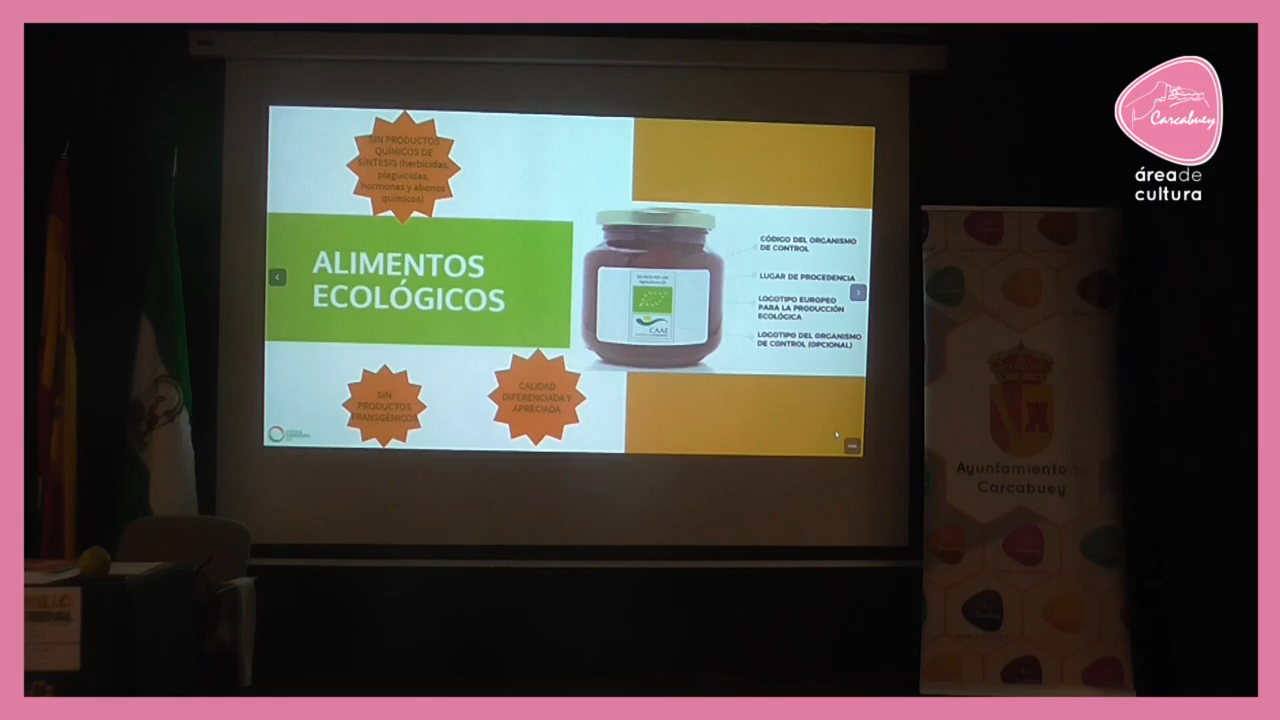 SIN PRODUCTOS
QUÍMICOS DE
SÍNTESIS (herbicidas,
plaguicidas,
hormonas y abonos
químicos)
ALIMENTOS
ECOLÓGICOS
CÓDIGO DEL ORGANISMO
DE CONTROL
LUGAR DE PROCEDENCIA
LOGOTIPO EUROPEO
PARA LA PRODUCCIÓN
ECOLÓGICA
LOGOTIPO DEL ORGANISMO
DE CONTROL (OPCIONAL)
CAAE
SIN
PRODUCTOS
TRANSGÉNICOS
CALIDAD
DIFERENCIADA Y
APRECIADA
Carcabuey
área de
cultura
Ayuntamiento de
Carcabuey